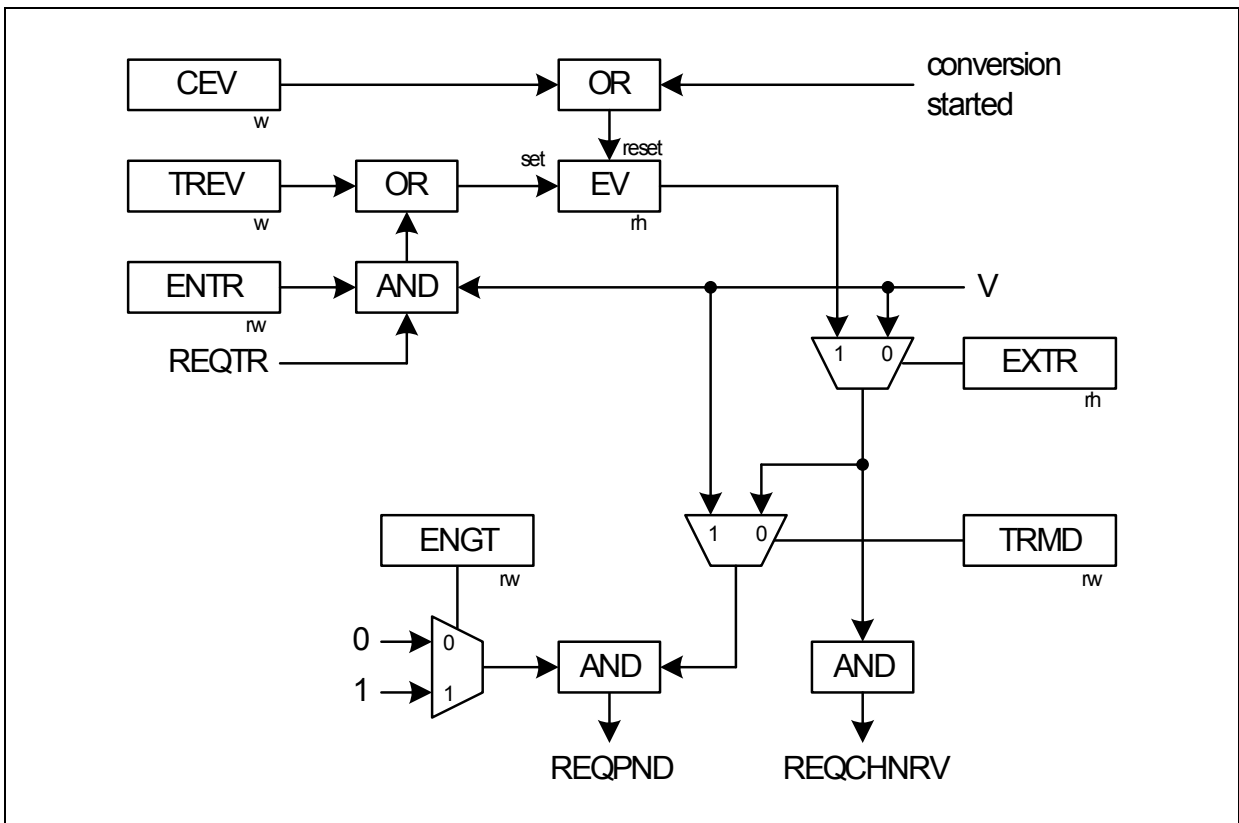 CEV
w
OR
conversion
started
TREV
w
OR
set
reset
EV
rh
ENTR
rw
AND
V
REQTR
1 0
EXTR
rh
ENGT
rw
1 0
TRMD
rw
0
0
1
1
AND
AND
REQPND
REQCHNRV